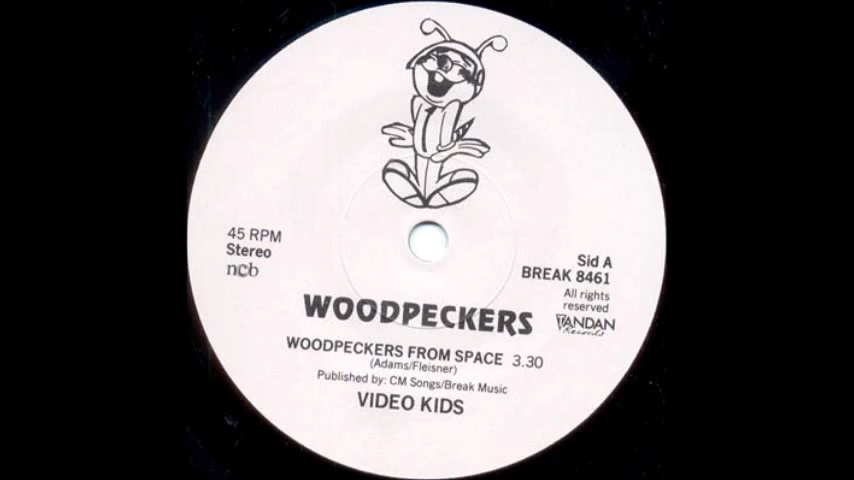 45 RPM
Stereo
ncb
Sid A
BREAK 8461
All rights
reserved
TANDAN
Records
WOODPECKERS
WOODPECKERS FROM SPACE 3.30
(Adams/Fleisner)
Published by: CM Songs/Break Music
VIDEO KIDS